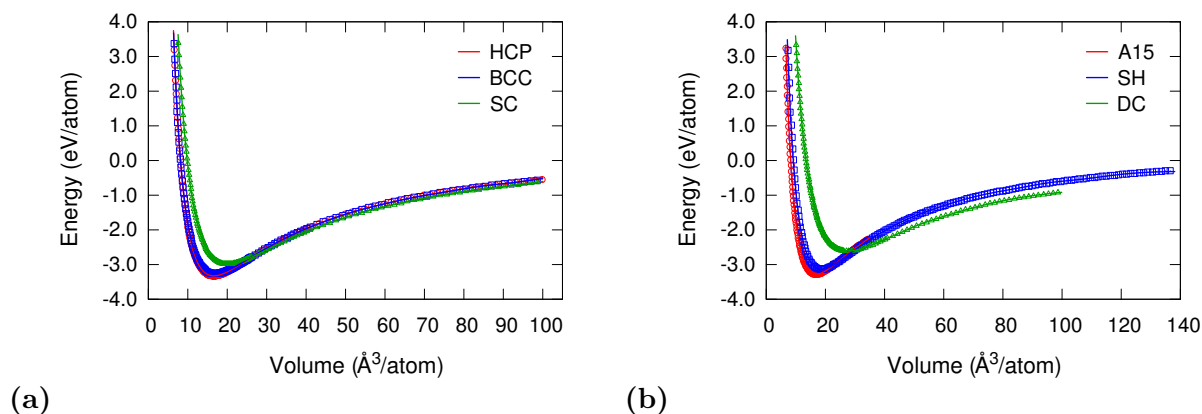 4.0
3.0
2.0
1.0
0.0
-1.0
-2.0
-3.0
-4.0
Energy (eV/atom)
HCP
BCC
SC
0 10 20 30 40 50 60 70 80 90 100
Volume (Å³/atom)
(a)
4.0
3.0
2.0
1.0
0.0
-1.0
-2.0
-3.0
-4.0
Energy (eV/atom)
A15
SH
DC
0 20 40 60 80 100 120 140
Volume (Å³/atom)
(b)